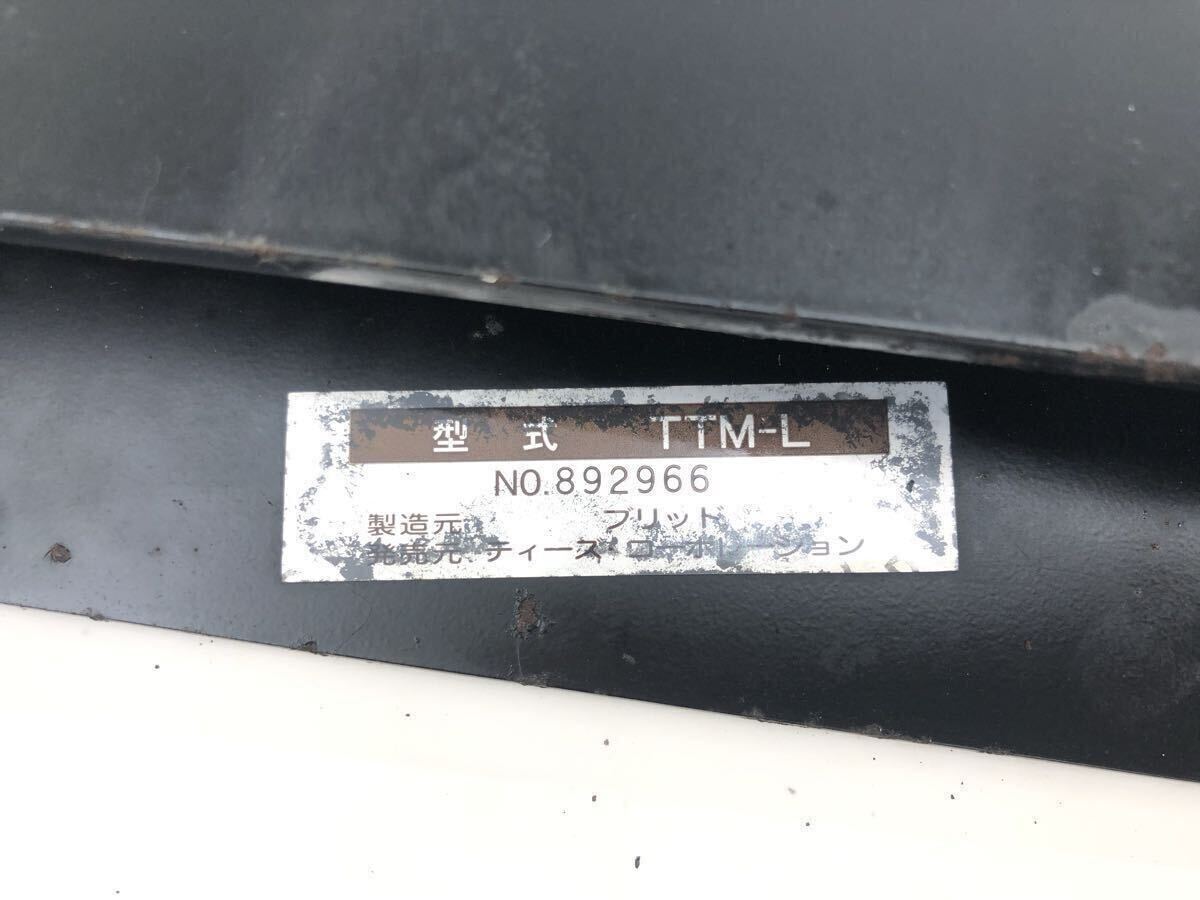 型式 TTM-L
NO.892966
製造元 ブリッド
発売元 ティーズ・コーポレーション